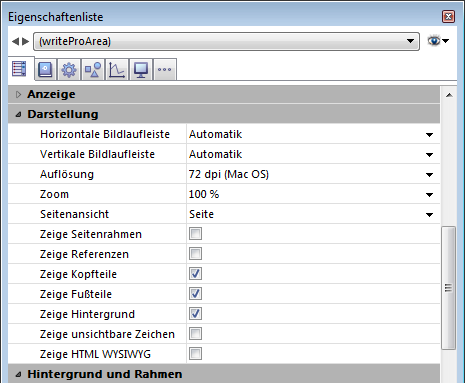 Eigenschaftenliste
(writeProArea)
Anzeige
Darstellung
Horizontale Bildlaufleiste Automatik
Vertikale Bildlaufleiste Automatik
Auflösung 72 dpi (Mac OS)
Zoom 100 %
Seitenansicht Seite
Zeige Seitenrahmen
Zeige Referenzen
Zeige Kopfteile
Zeige Fußteile
Zeige Hintergrund
Zeige unsichtbare Zeichen
Zeige HTML WYSIWYG
Hintergrund und Rahmen